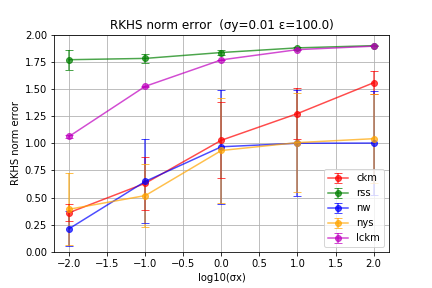 RKHS norm error (σy=0.01 ε=100.0)
2.00
1.75
1.50
1.25
1.00
0.75
0.50
0.25
0.00
RKHS norm error
ckm
rss
nw
nys
lckm
−2.0 −1.5 −1.0 −0.5 0.0 0.5 1.0 1.5 2.0
log10(σx)